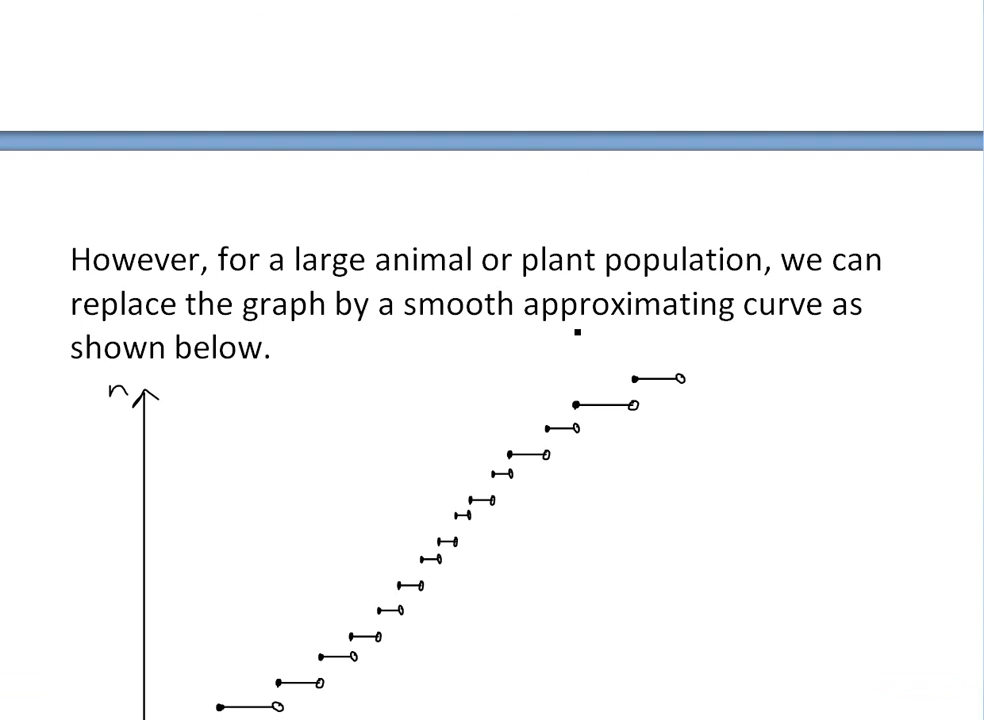 However, for a large animal or plant population, we can
replace the graph by a smooth approximating curve as
shown below.
n